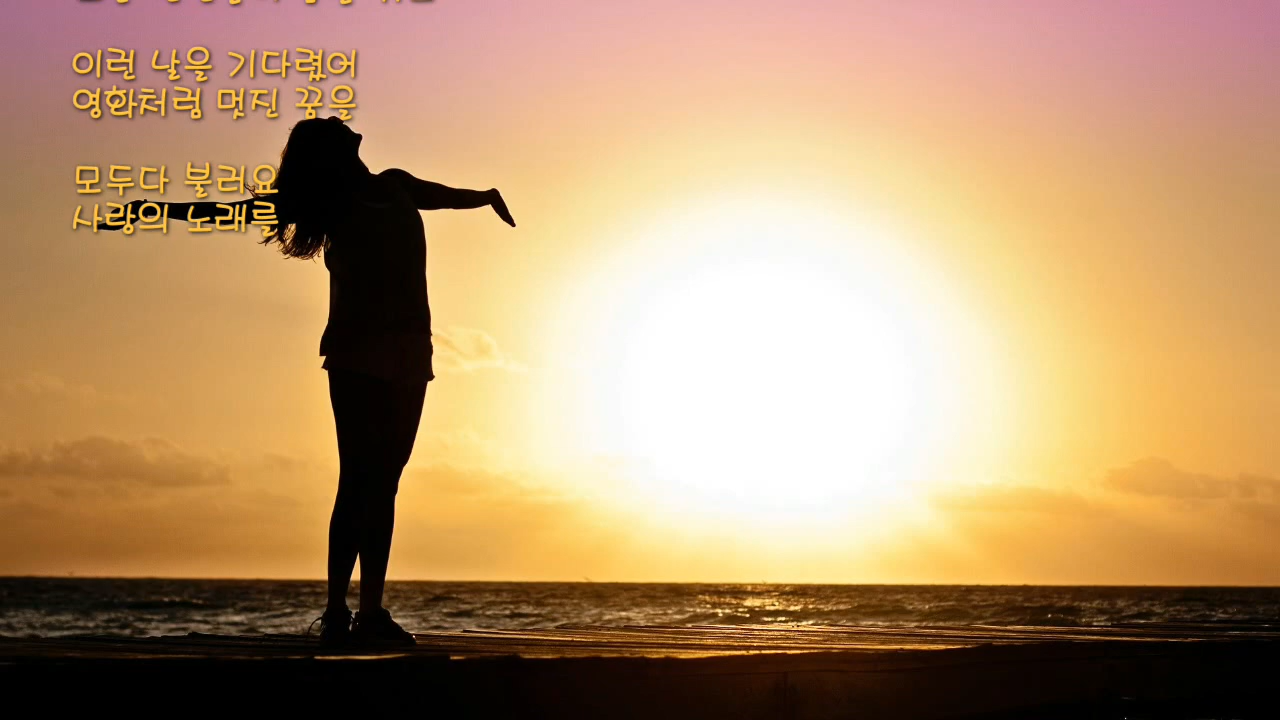 이런 날을 기다렸어
영화처럼 멋진 꿈을
모두다 불러요
사랑의 노래를